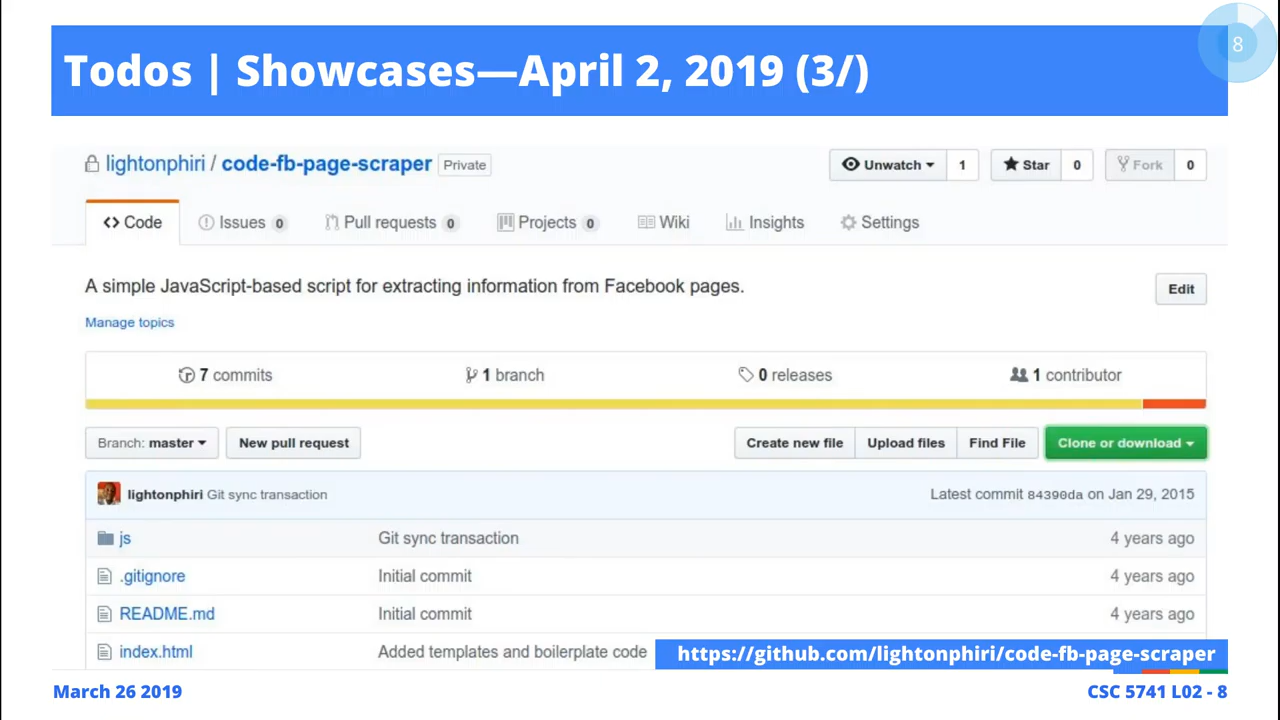 8
Todos | Showcases—April 2, 2019 (3/)
lightonphiri / code-fb-page-scraper Private
Unwatch 1 Star 0 Fork 0
Code Issues 0 Pull requests 0 Projects 0 Wiki Insights Settings
A simple JavaScript-based script for extracting information from Facebook pages. Edit
Manage topics
7 commits 1 branch 0 releases 1 contributor
Branch: master New pull request Create new file Upload files Find File Clone or download
lightonphiri Git sync transaction Latest commit 84390da on Jan 29, 2015
js Git sync transaction 4 years ago
.gitignore Initial commit 4 years ago
README.md Initial commit 4 years ago
index.html Added templates and boilerplate code
https://github.com/lightonphiri/code-fb-page-scraper
March 26 2019 CSC 5741 L02 - 8